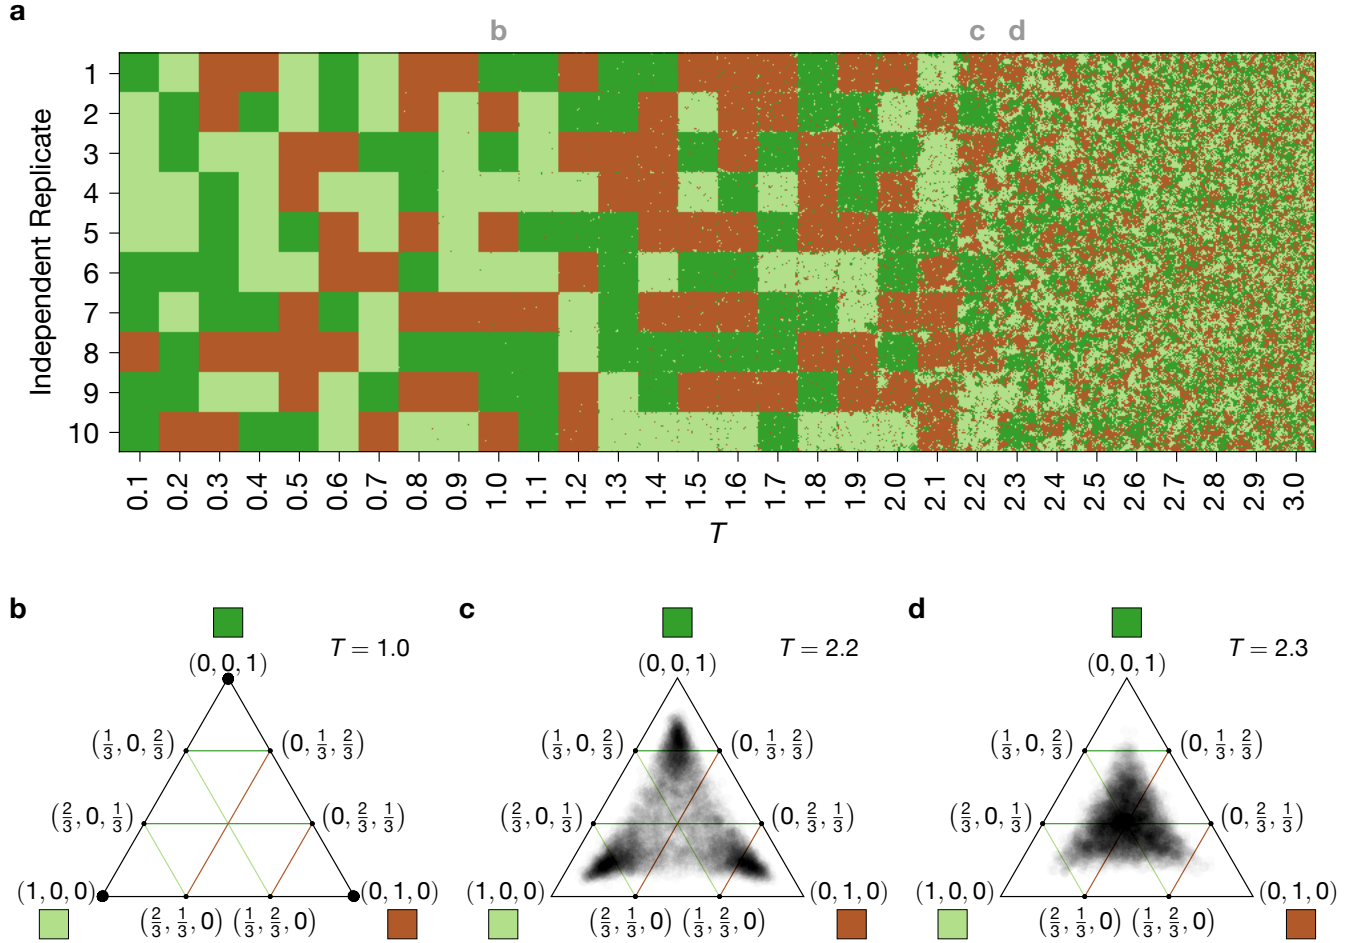 a
b c d
Independent Replicate
1
2
3
4
5
6
7
8
9
10
0.1 0.2 0.3 0.4 0.5 0.6 0.7 0.8 0.9 1.0 1.1 1.2 1.3 1.4 1.5 1.6 1.7 1.8 1.9 2.0 2.1 2.2 2.3 2.4 2.5 2.6 2.7 2.8 2.9 3.0
T
b
T = 1.0
(0, 0, 1)
(1/3, 0, 2/3) (0, 1/3, 2/3)
(2/3, 0, 1/3) (0, 2/3, 1/3)
(1, 0, 0) (0, 1, 0)
(2/3, 1/3, 0) (1/3, 2/3, 0)
c
T = 2.2
(0, 0, 1)
(1/3, 0, 2/3) (0, 1/3, 2/3)
(2/3, 0, 1/3) (0, 2/3, 1/3)
(1, 0, 0) (0, 1, 0)
(2/3, 1/3, 0) (1/3, 2/3, 0)
d
T = 2.3
(0, 0, 1)
(1/3, 0, 2/3) (0, 1/3, 2/3)
(2/3, 0, 1/3) (0, 2/3, 1/3)
(1, 0, 0) (0, 1, 0)
(2/3, 1/3, 0) (1/3, 2/3, 0)